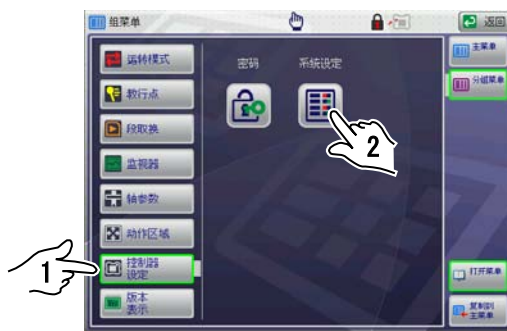 组菜单
返回
运转模式
教行点
段取换
监视器
轴参数
动作区域
控制器
设定
版本
表示
密码
系统设定
主菜单
分组菜单
打开菜单
复制到
主菜单
1
2